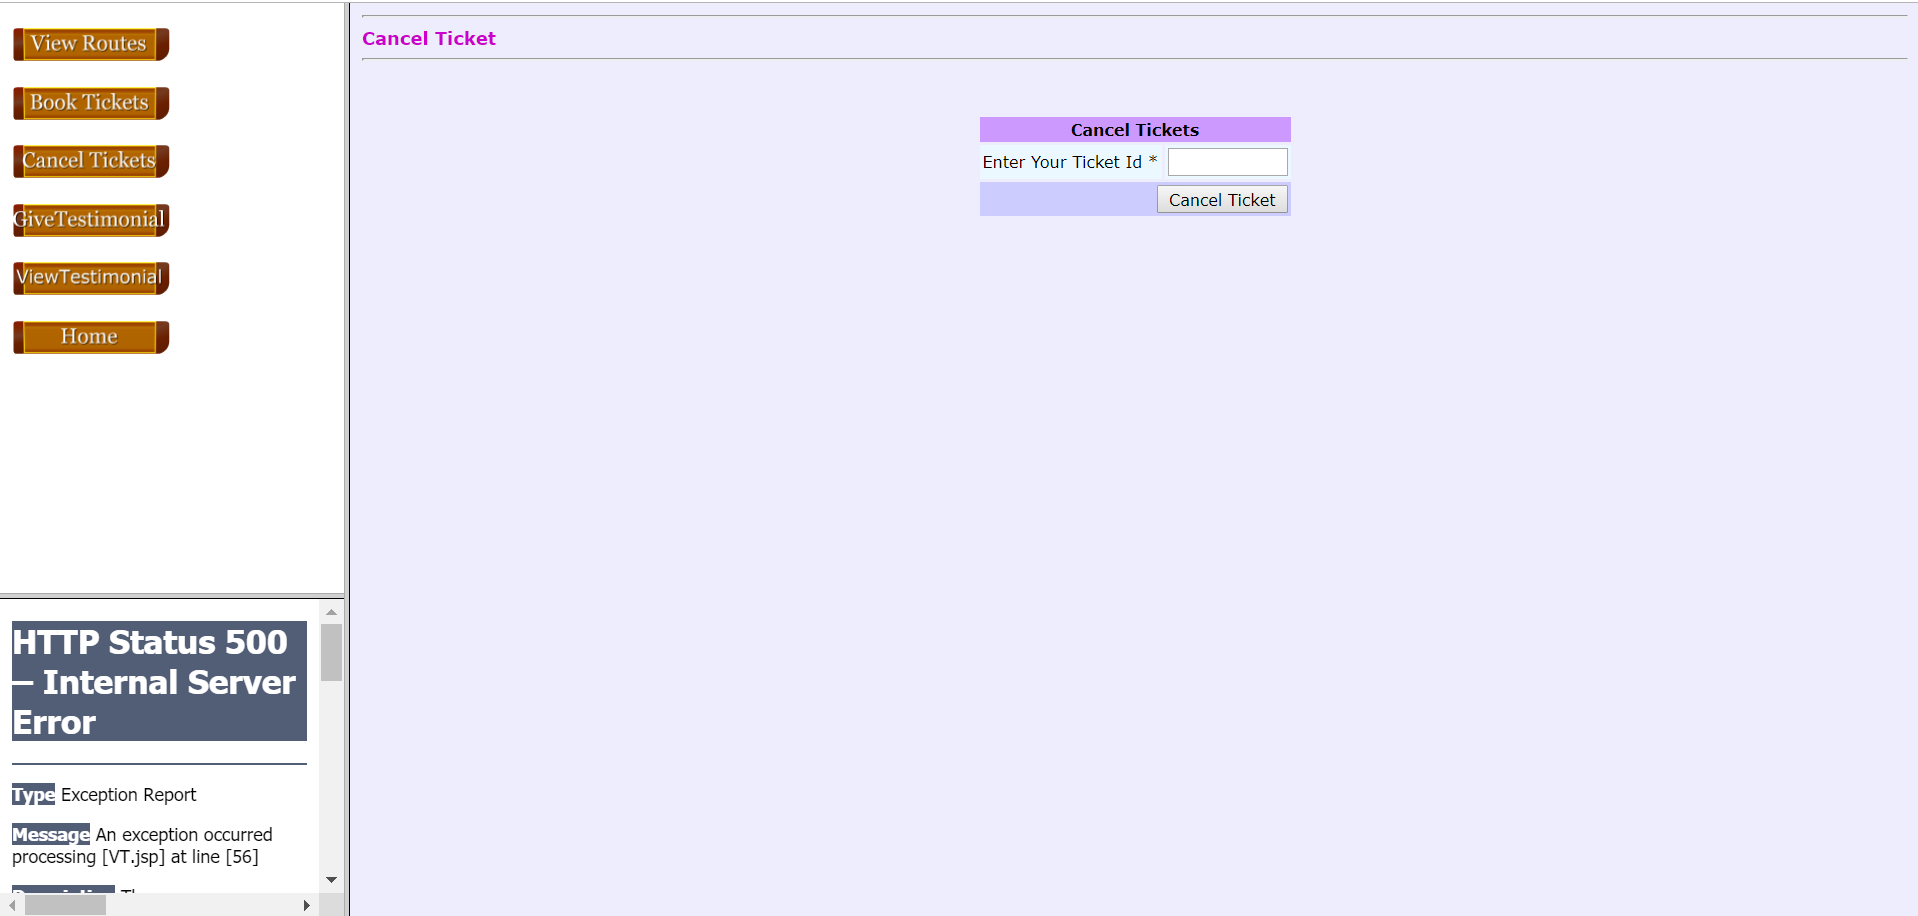 View Routes
Book Tickets
Cancel Tickets
GiveTestimonial
ViewTestimonial
Home
HTTP Status 500
– Internal Server
Error
Type Exception Report
Message An exception occurred
processing [VT.jsp] at line [56]
Cancel Ticket
Cancel Tickets
Enter Your Ticket Id *
Cancel Ticket